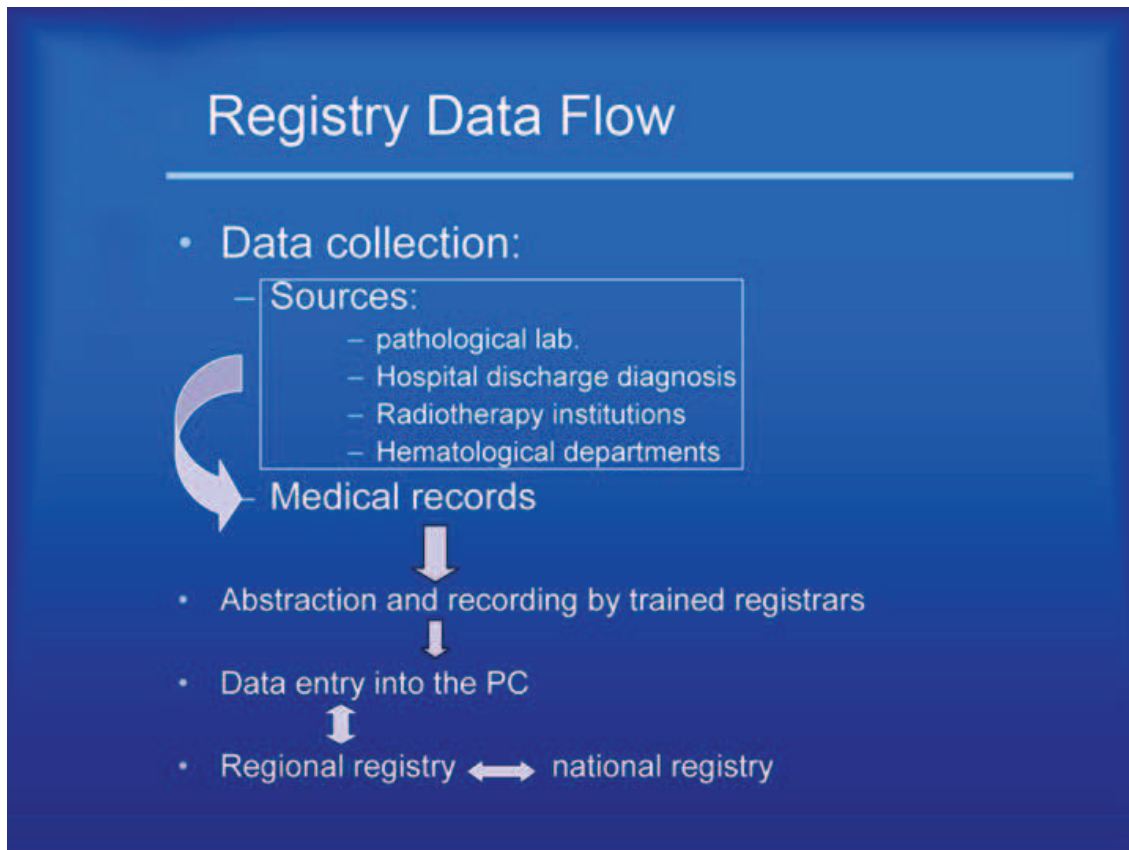 Registry Data Flow
• Data collection:
– Sources:
– pathological lab.
– Hospital discharge diagnosis
– Radiotherapy institutions
– Hematological departments
– Medical records
• Abstraction and recording by trained registrars
• Data entry into the PC
• Regional registry national registry